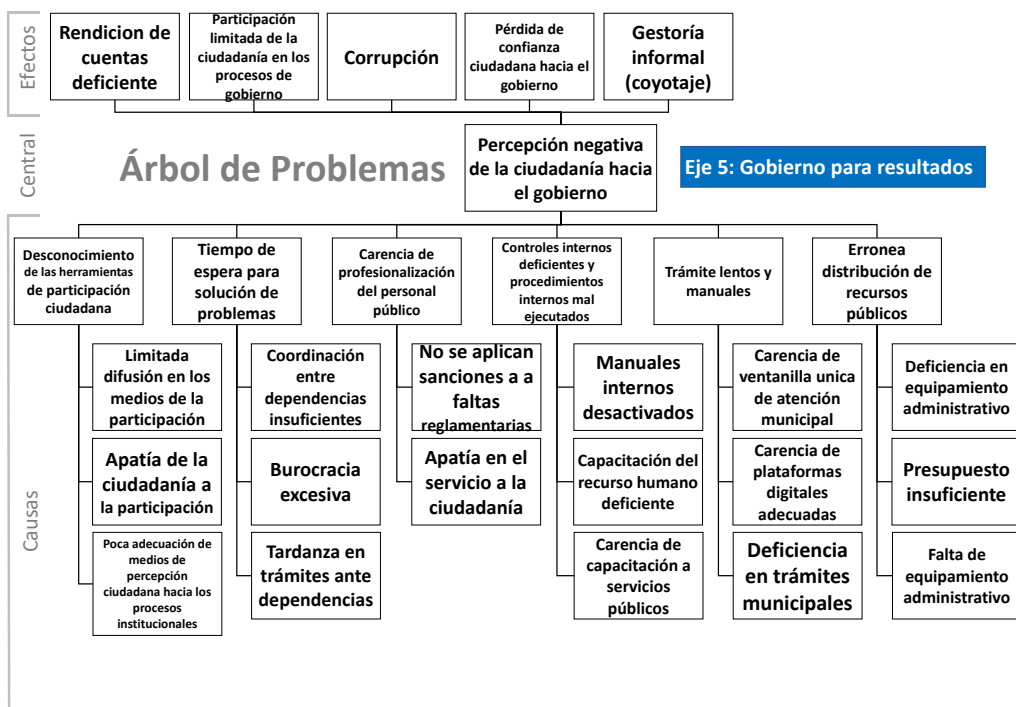 Efectos
Rendicion de
cuentas
deficiente
Participación
limitada de la
ciudadanía en los
procesos de
gobierno
Corrupción
Pérdida de
confianza
ciudadana hacia el
gobierno
Gestoría
informal
(coyotaje)
Central
Árbol de Problemas
Percepción negativa
de la ciudadanía hacia
el gobierno
Eje 5: Gobierno para resultados
Causas
Desconocimiento
de las herramientas
de participación
ciudadana
Tiempo de
espera para
solución de
problemas
Carencia de
profesionalización
del personal
público
Controles internos
deficientes y
procedimientos
internos mal
ejecutados
Trámite lentos y
manuales
Erronea
distribución de
recursos
públicos
Limitada
difusión en los
medios de la
participación
Coordinación
entre
dependencias
insuficientes
No se aplican
sanciones a a
faltas
reglamentarias
Manuales
internos
desactivados
Carencia de
ventanilla unica
de atención
municipal
Deficiencia en
equipamiento
administrativo
Apatía de la
ciudadanía a
la participación
Burocracia
excesiva
Apatía en el
servicio a la
ciudadanía
Capacitación del
recurso humano
deficiente
Carencia de
plataformas
digitales
adecuadas
Presupuesto
insuficiente
Poca adecuación de
medios de
percepción
ciudadana hacia los
procesos
institucionales
Tardanza en
trámites ante
dependencias
Carencia de
capacitación a
servicios
públicos
Deficiencia
en trámites
municipales
Falta de
equipamiento
administrativo